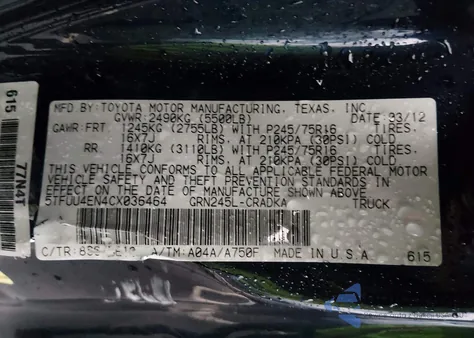 MFD BY: TOYOTA MOTOR MANUFACTURING, TEXAS, INC.
GVWR: 2490KG (5500LB) DATE: 03/12
GAWR: FRT 1245KG (2755LB) WITH P245/75R16 TIRES,
16X7J RIMS, AT 210KPA (30PSI) COLD
RR 1410KG (3110LB) WITH P245/75R16 TIRES,
16X7J RIMS, AT 210KPA (30PSI) COLD
THIS VEHICLE CONFORMS TO ALL APPLICABLE FEDERAL MOTOR
VEHICLE SAFETY AND THEFT PREVENTION STANDARDS IN
EFFECT ON THE DATE OF MANUFACTURE SHOWN ABOVE.
5TFUU4EN4CX036464 GRN245L-CRADKA TRUCK
C/TR: A/TM: A04A/A750F MADE IN U.S.A 615
615
77N4T